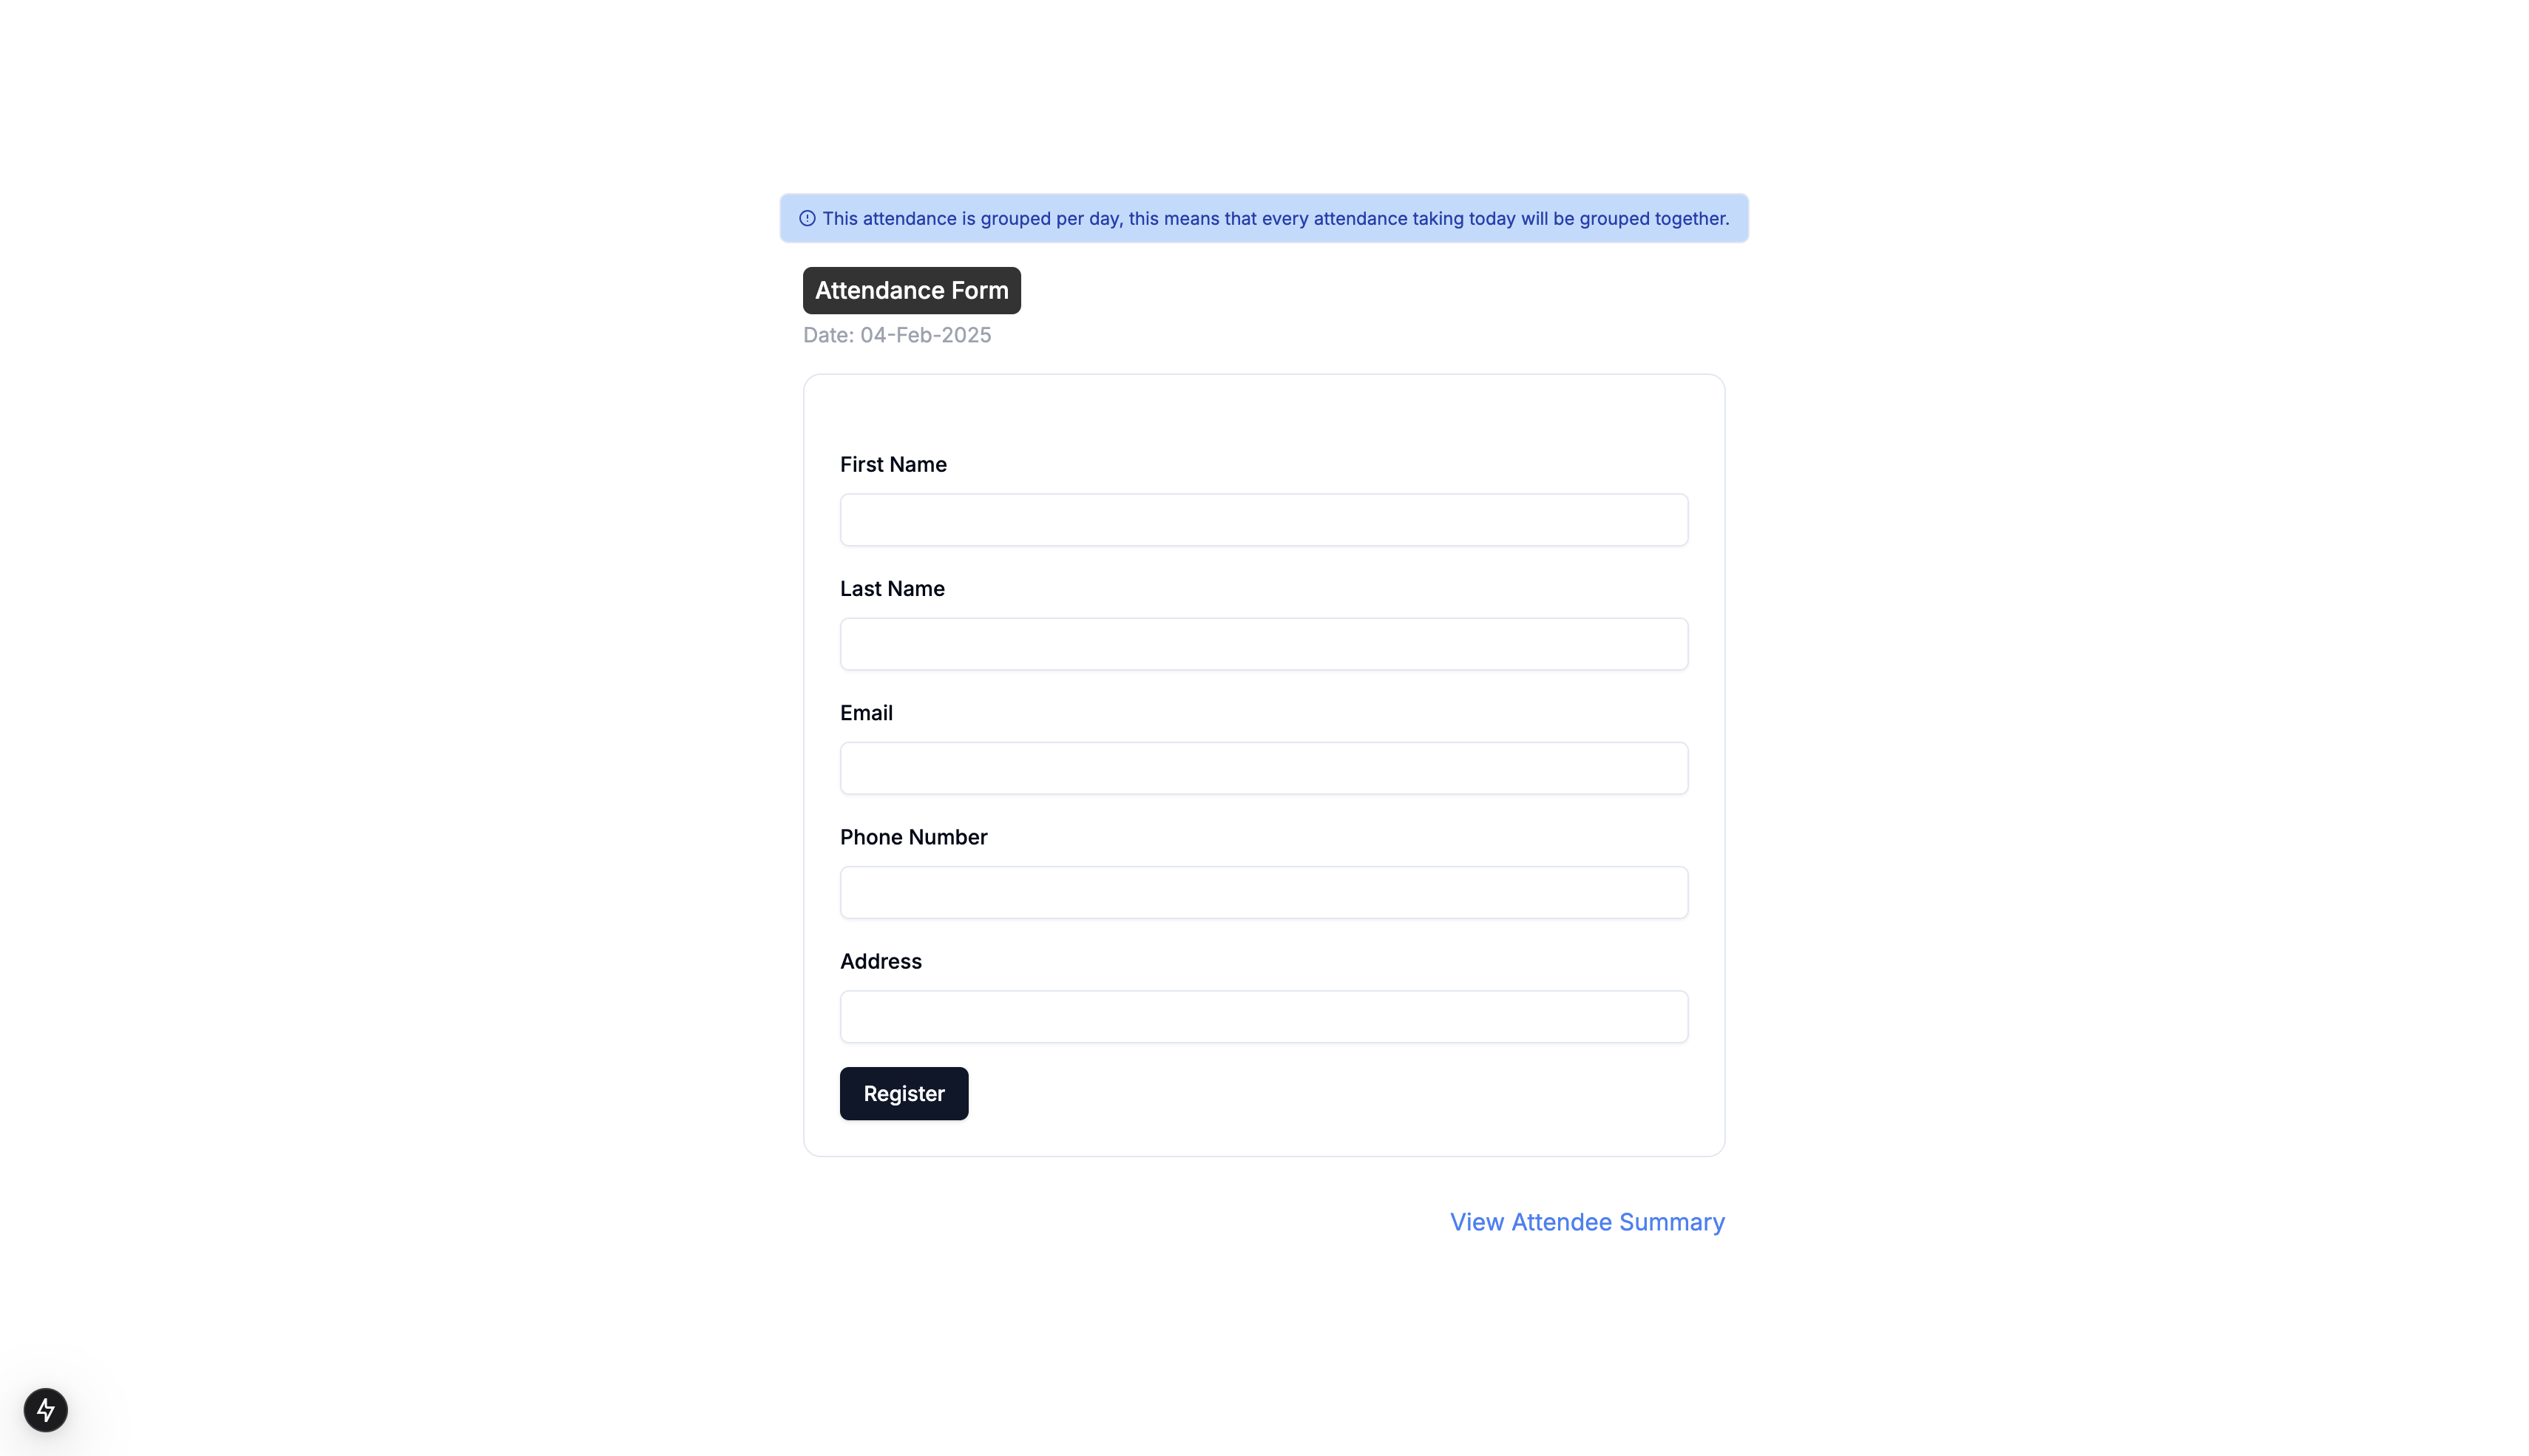 This attendance is grouped per day, this means that every attendance taking today will be grouped together.
Attendance Form
Date: 04-Feb-2025
First Name
Last Name
Email
Phone Number
Address
Register
View Attendee Summary